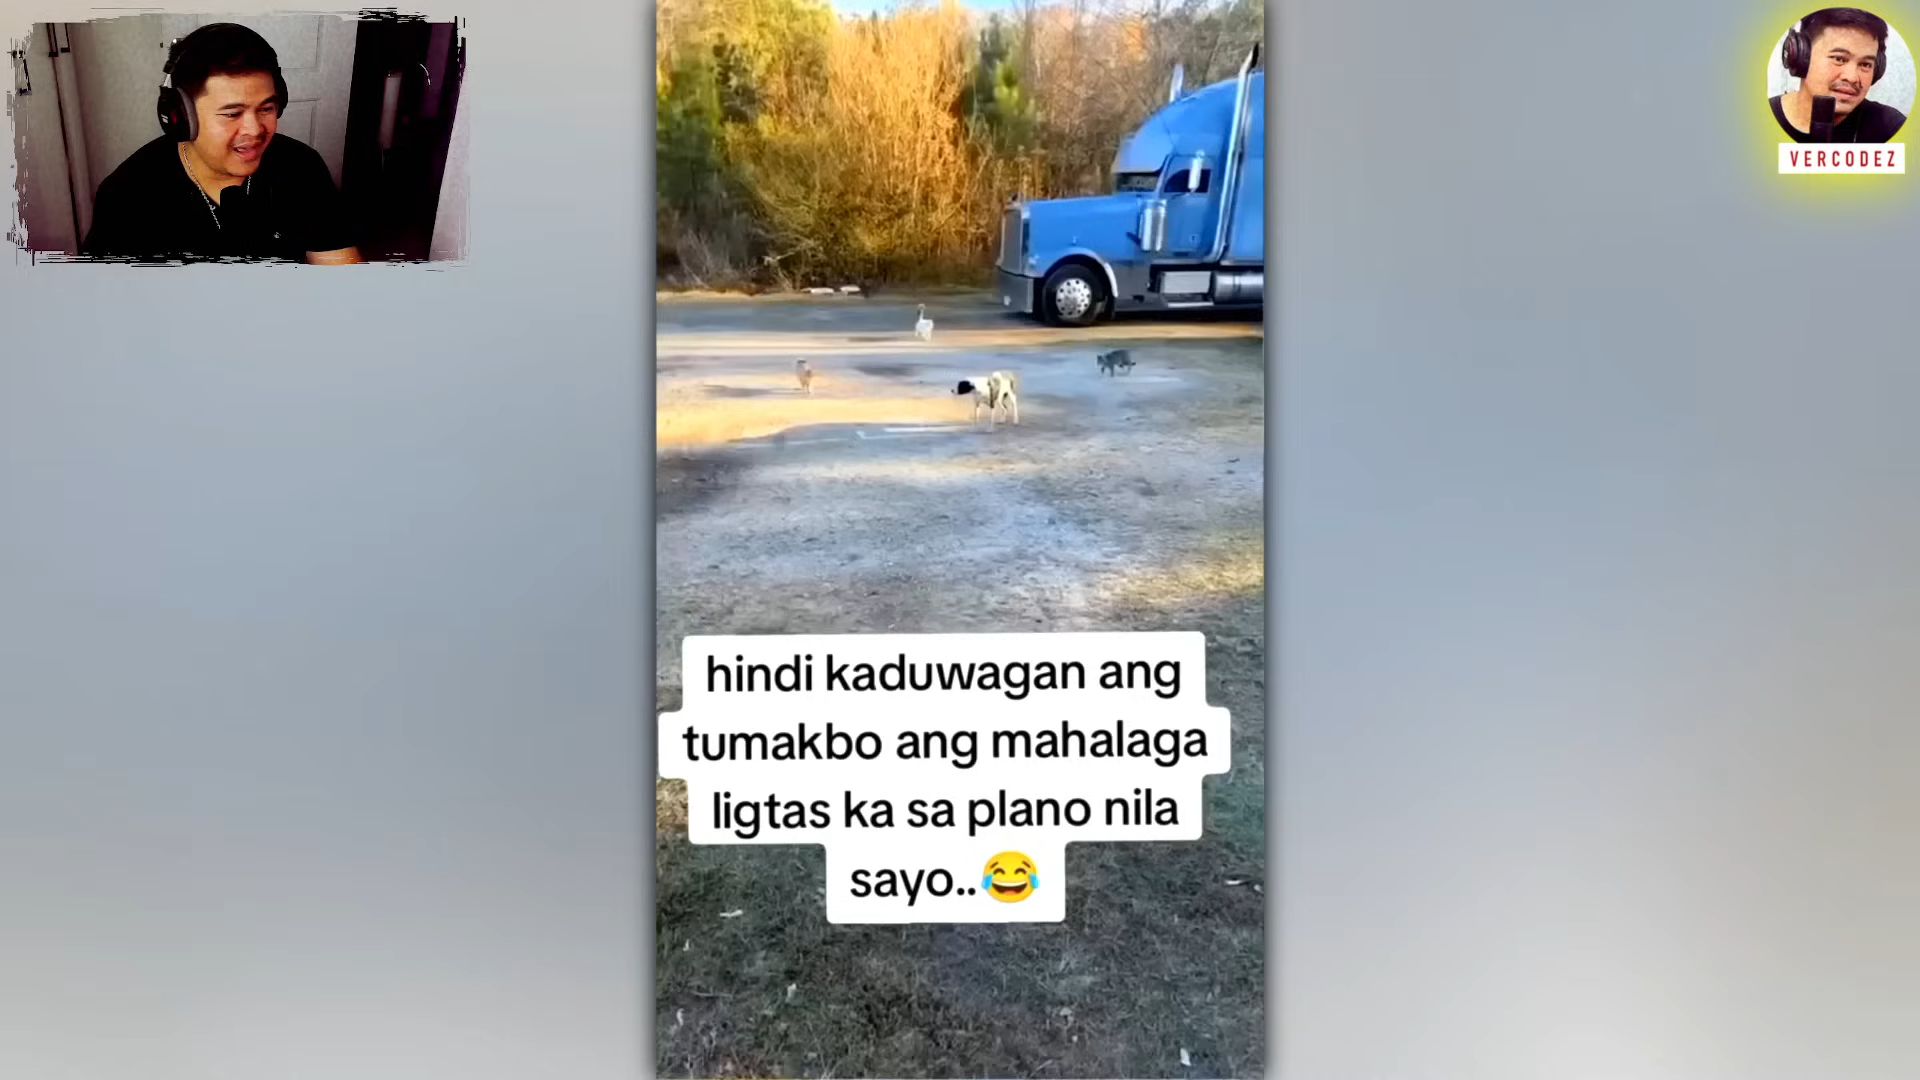 VERCODEZ
hindi kaduwagan ang
tumakbo ang mahalaga
ligtas ka sa plano nila
sayo..😂